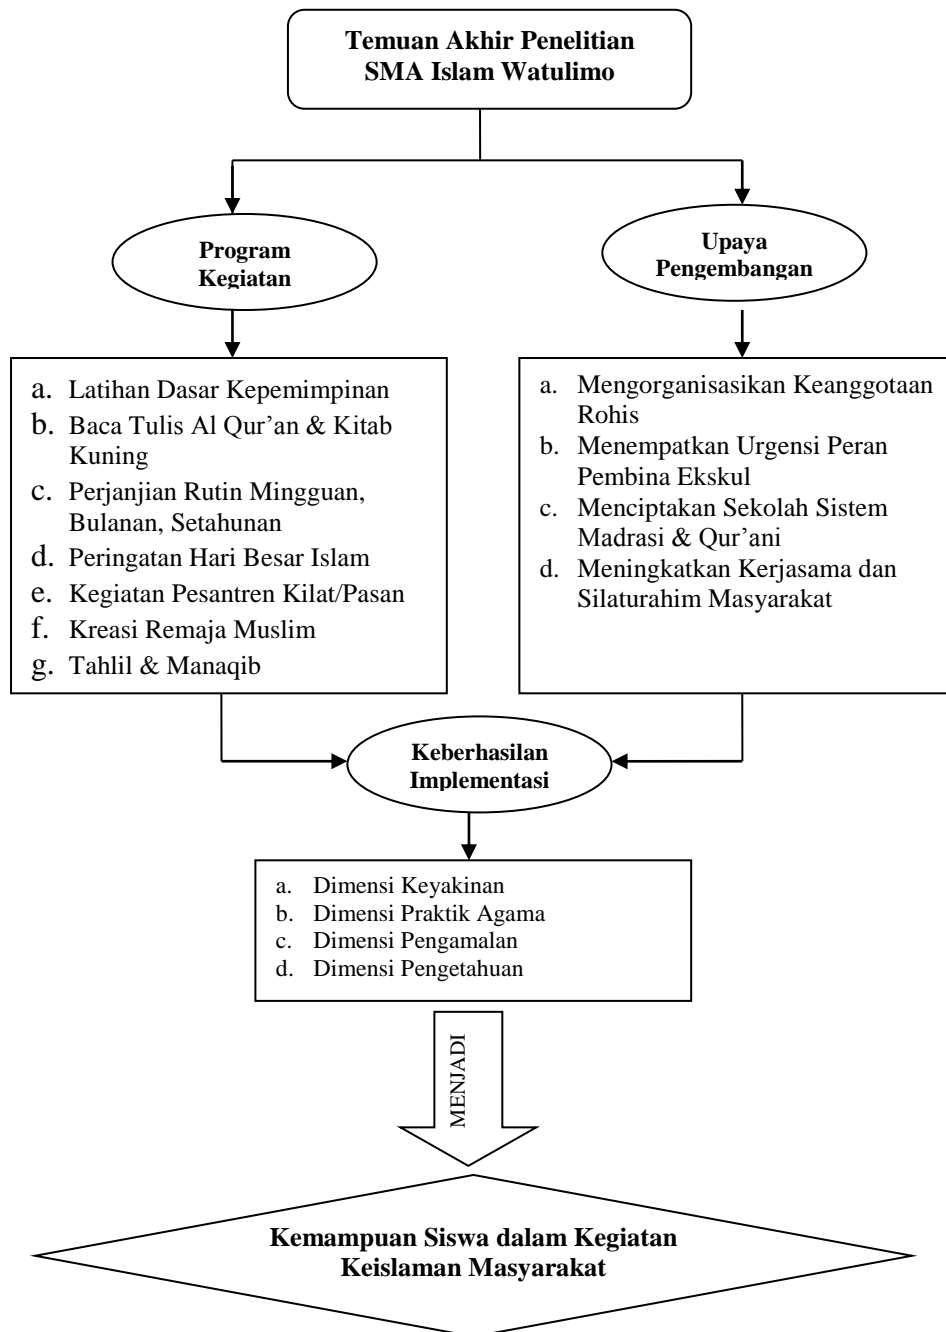 Temuan Akhir Penelitian
SMA Islam Watulimo
Program
Kegiatan
Upaya
Pengembangan
a. Latihan Dasar Kepemimpinan
b. Baca Tulis Al Qur’an & Kitab
Kuning
c. Perjanjian Rutin Mingguan,
Bulanan, Setahunan
d. Peringatan Hari Besar Islam
e. Kegiatan Pesantren Kilat/Pasan
f. Kreasi Remaja Muslim
g. Tahlil & Manaqib
a. Mengorganisasikan Keanggotaan
Rohis
b. Menempatkan Urgensi Peran
Pembina Ekskul
c. Menciptakan Sekolah Sistem
Madrasi & Qur’ani
d. Meningkatkan Kerjasama dan
Silaturahim Masyarakat
Keberhasilan
Implementasi
a. Dimensi Keyakinan
b. Dimensi Praktik Agama
c. Dimensi Pengamalan
d. Dimensi Pengetahuan
MENJADI
Kemampuan Siswa dalam Kegiatan
Keislaman Masyarakat